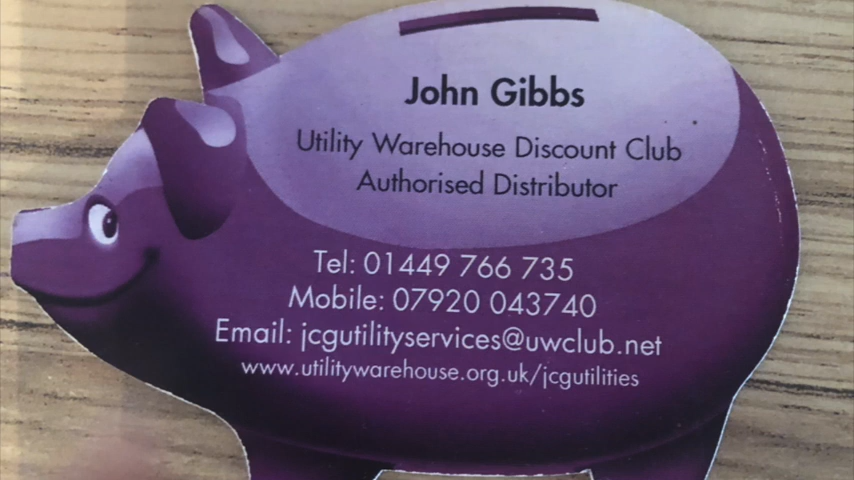 John Gibbs
Utility Warehouse Discount Club
Authorised Distributor
Tel: 01449 766 735
Mobile: 07920 043740
Email: jcgutilityservices@uwclub.net
www.utilitywarehouse.org.uk/jcgutilities